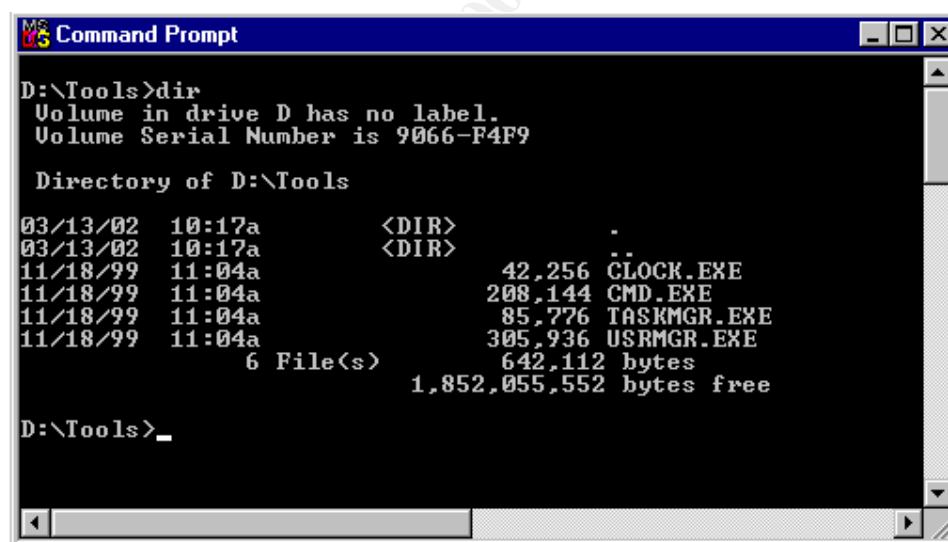 Command Prompt
D:\Tools>dir
 Volume in drive D has no label.
 Volume Serial Number is 9066-F4F9

 Directory of D:\Tools

03/13/02  10:17a        <DIR>          .
03/13/02  10:17a        <DIR>          ..
11/18/99  11:04a                42,256 CLOCK.EXE
11/18/99  11:04a               208,144 CMD.EXE
11/18/99  11:04a                85,776 TASKMGR.EXE
11/18/99  11:04a               305,936 USRMGR.EXE
               6 File(s)        642,112 bytes
                          1,852,055,552 bytes free

D:\Tools>_